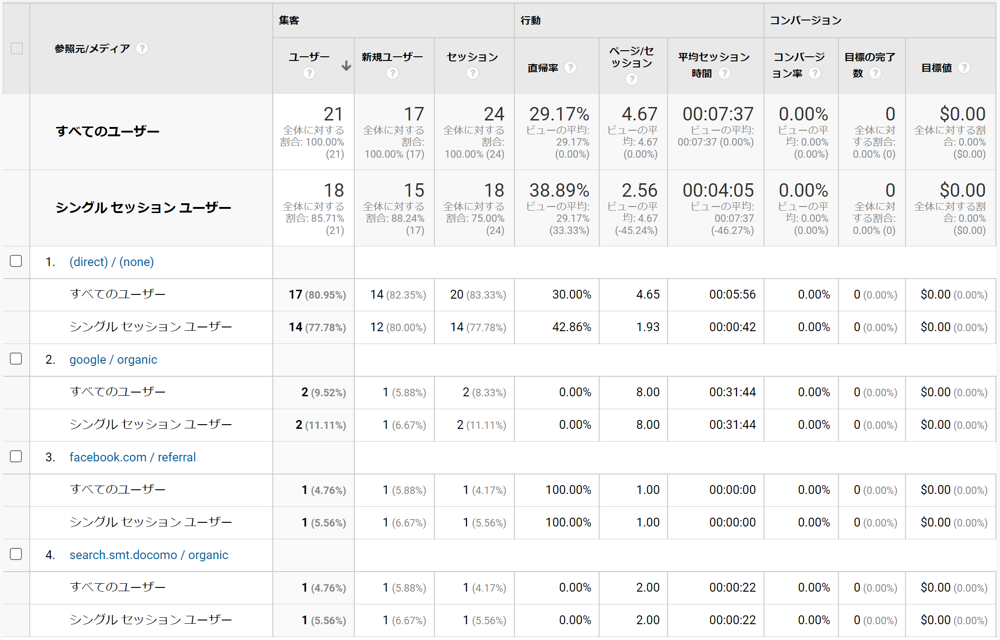 集客 行動 コンバージョン
参照元/メディア ?
ユーザー ? 新規ユーザー ? セッション ? 直帰率 ? ページ/セッション ? 平均セッション時間 ? コンバージョン率 ? 目標の完了数 ? 目標値 ?
すべてのユーザー
21 17 24 29.17% 4.67 00:07:37 0.00% 0 $0.00
全体に対する割合: 100.00% (21) 全体に対する割合: 100.00% (17) 全体に対する割合: 100.00% (24) ビューの平均: 29.17% (0.00%) ビューの平均: 4.67 (0.00%) ビューの平均: 00:07:37 (0.00%) ビューの平均: 0.00% (0.00%) 全体に対する割合: 0.00% (0) 全体に対する割合: 0.00% ($0.00)
シングル セッション ユーザー
18 15 18 38.89% 2.56 00:04:05 0.00% 0 $0.00
全体に対する割合: 85.71% (21) 全体に対する割合: 88.24% (17) 全体に対する割合: 75.00% (24) ビューの平均: 29.17% (33.33%) ビューの平均: 4.67 (-45.24%) ビューの平均: 00:07:37 (-46.27%) ビューの平均: 0.00% (0.00%) 全体に対する割合: 0.00% (0) 全体に対する割合: 0.00% ($0.00)
1. (direct) / (none)
すべてのユーザー 17 (80.95%) 14 (82.35%) 20 (83.33%) 30.00% 4.65 00:05:56 0.00% 0 (0.00%) $0.00 (0.00%)
シングル セッション ユーザー 14 (77.78%) 12 (80.00%) 14 (77.78%) 42.86% 1.93 00:00:42 0.00% 0 (0.00%) $0.00 (0.00%)
2. google / organic
すべてのユーザー 2 (9.52%) 1 (5.88%) 2 (8.33%) 0.00% 8.00 00:31:44 0.00% 0 (0.00%) $0.00 (0.00%)
シングル セッション ユーザー 2 (11.11%) 1 (6.67%) 2 (11.11%) 0.00% 8.00 00:31:44 0.00% 0 (0.00%) $0.00 (0.00%)
3. facebook.com / referral
すべてのユーザー 1 (4.76%) 1 (5.88%) 1 (4.17%) 100.00% 1.00 00:00:00 0.00% 0 (0.00%) $0.00 (0.00%)
シングル セッション ユーザー 1 (5.56%) 1 (6.67%) 1 (5.56%) 100.00% 1.00 00:00:00 0.00% 0 (0.00%) $0.00 (0.00%)
4. search.smt.docomo / organic
すべてのユーザー 1 (4.76%) 1 (5.88%) 1 (4.17%) 0.00% 2.00 00:00:22 0.00% 0 (0.00%) $0.00 (0.00%)
シングル セッション ユーザー 1 (5.56%) 1 (6.67%) 1 (5.56%) 0.00% 2.00 00:00:22 0.00% 0 (0.00%) $0.00 (0.00%)